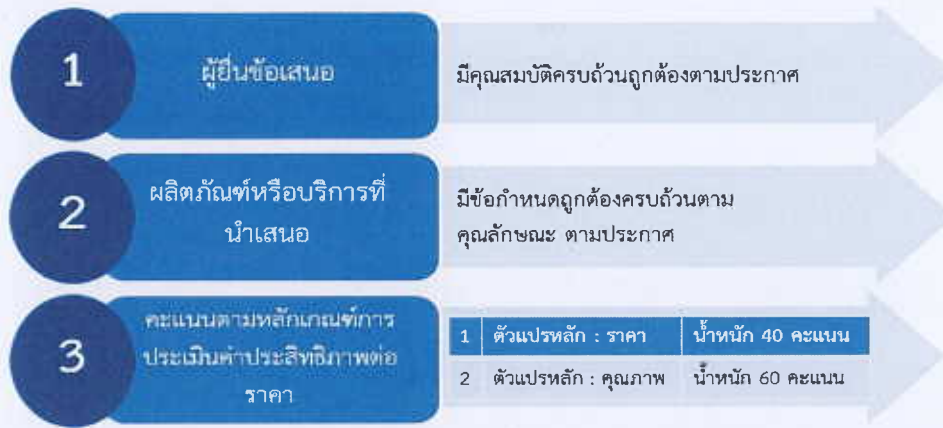 1
ผู้ยื่นข้อเสนอ
มีคุณสมบัติครบถ้วนถูกต้องตามประกาศ
2
ผลิตภัณฑ์หรือบริการที่
นำเสนอ
มีข้อกำหนดถูกต้องครบถ้วนตาม
คุณลักษณะ ตามประกาศ
3
คะแนนตามหลักเกณฑ์การ
ประเมินค่าประสิทธิภาพต่อ
ราคา
1 ตัวแปรหลัก : ราคา น้ำหนัก 40 คะแนน
2 ตัวแปรหลัก : คุณภาพ น้ำหนัก 60 คะแนน